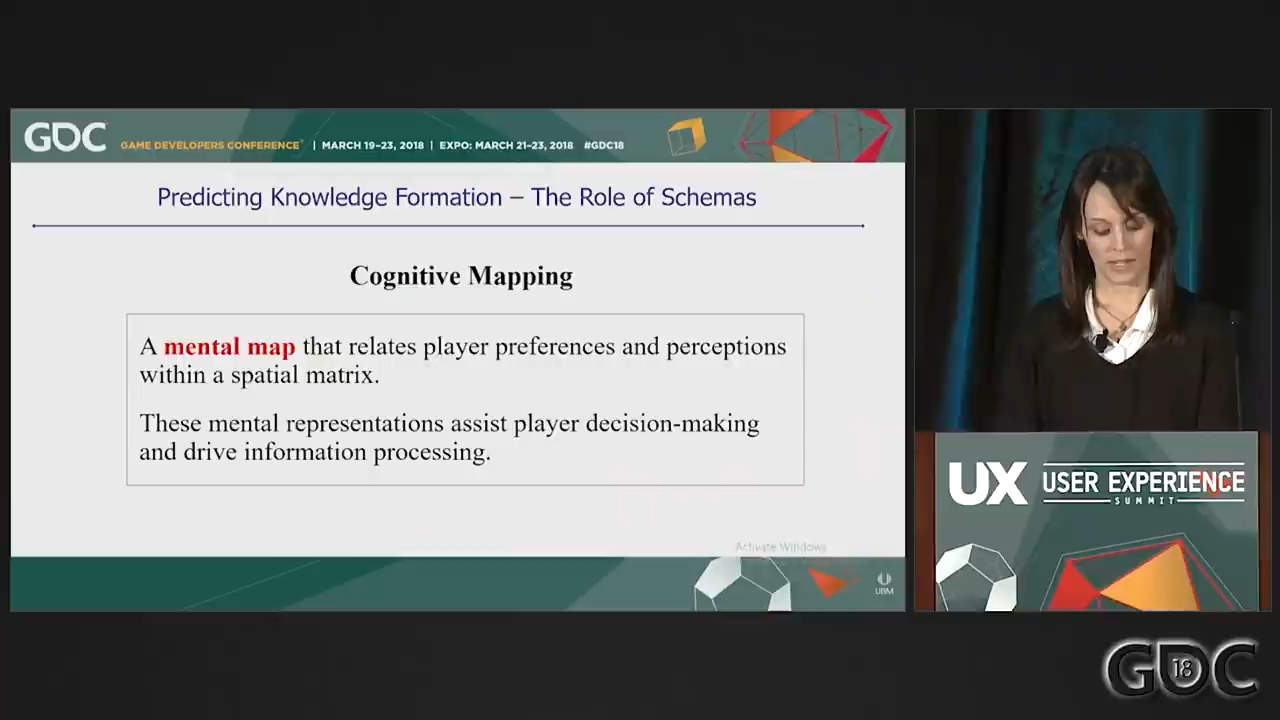 GDC GAME DEVELOPERS CONFERENCE® | MARCH 19–23, 2018 | EXPO: MARCH 21–23, 2018 #GDC18
Predicting Knowledge Formation – The Role of Schemas
Cognitive Mapping
A mental map that relates player preferences and perceptions
within a spatial matrix.
These mental representations assist player decision-making
and drive information processing.
Activate Windows
UBM
UX USER EXPERIENCE
SUMMIT
GDC 18